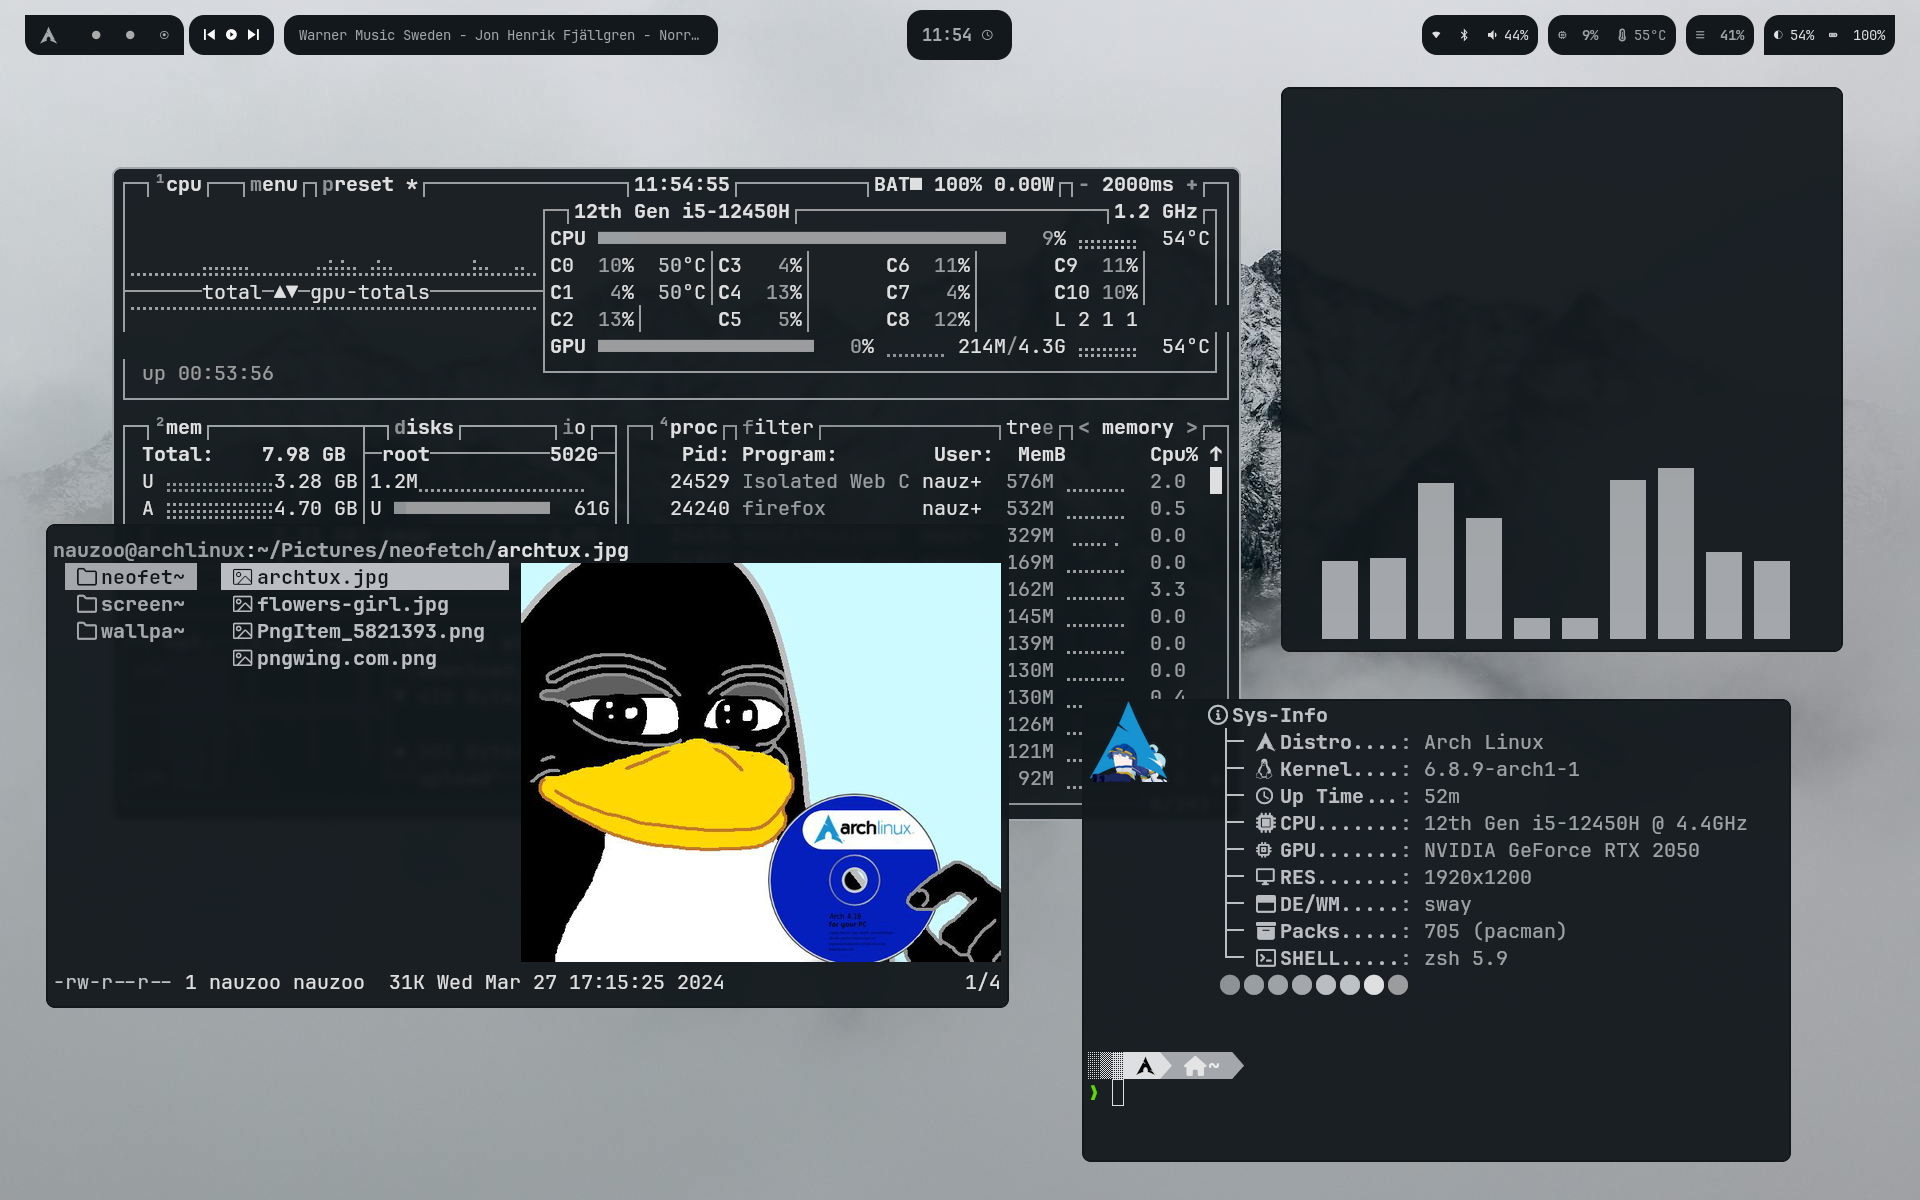 Warner Music Sweden - Jon Henrik Fjällgren - Norr…
11:54
44%
9% 55°C
41%
54% 100%
1cpu menu preset * 11:54:55 BAT■ 100% 0.00W - 2000ms +
12th Gen i5-12450H 1.2 GHz
CPU 9% 54°C
C0 10% 50°C C3 4% C6 11% C9 11%
C1 4% 50°C C4 13% C7 4% C10 10%
C2 13% C5 5% C8 12% L 2 1 1
GPU 0% 214M/4.3G 54°C
total▲▼gpu-totals
up 00:53:56
2mem disks io
Total: 7.98 GB root 502G
U 3.28 GB 1.2M
A 4.70 GB U 61G
4proc filter tree < memory >
Pid: Program: User: MemB Cpu% ↑
24529 Isolated Web C nauz+ 576M 2.0
24240 firefox nauz+ 532M 0.5
329M 0.0
169M 0.0
162M 3.3
145M 0.0
139M 0.0
130M 0.0
130M 0.4
126M
121M
92M
nauzoo@archlinux:~/Pictures/neofetch/archtux.jpg
neofet~ archtux.jpg
screen~ flowers-girl.jpg
wallpa~ PngItem_5821393.png
pngwing.com.png
archlinux
for your PC
-rw-r--r-- 1 nauzoo nauzoo 31K Wed Mar 27 17:15:25 2024 1/4
Sys-Info
Distro....: Arch Linux
Kernel....: 6.8.9-arch1-1
Up Time...: 52m
CPU.......: 12th Gen i5-12450H @ 4.4GHz
GPU.......: NVIDIA GeForce RTX 2050
RES.......: 1920x1200
DE/WM.....: sway
Packs.....: 705 (pacman)
SHELL.....: zsh 5.9
~
❯